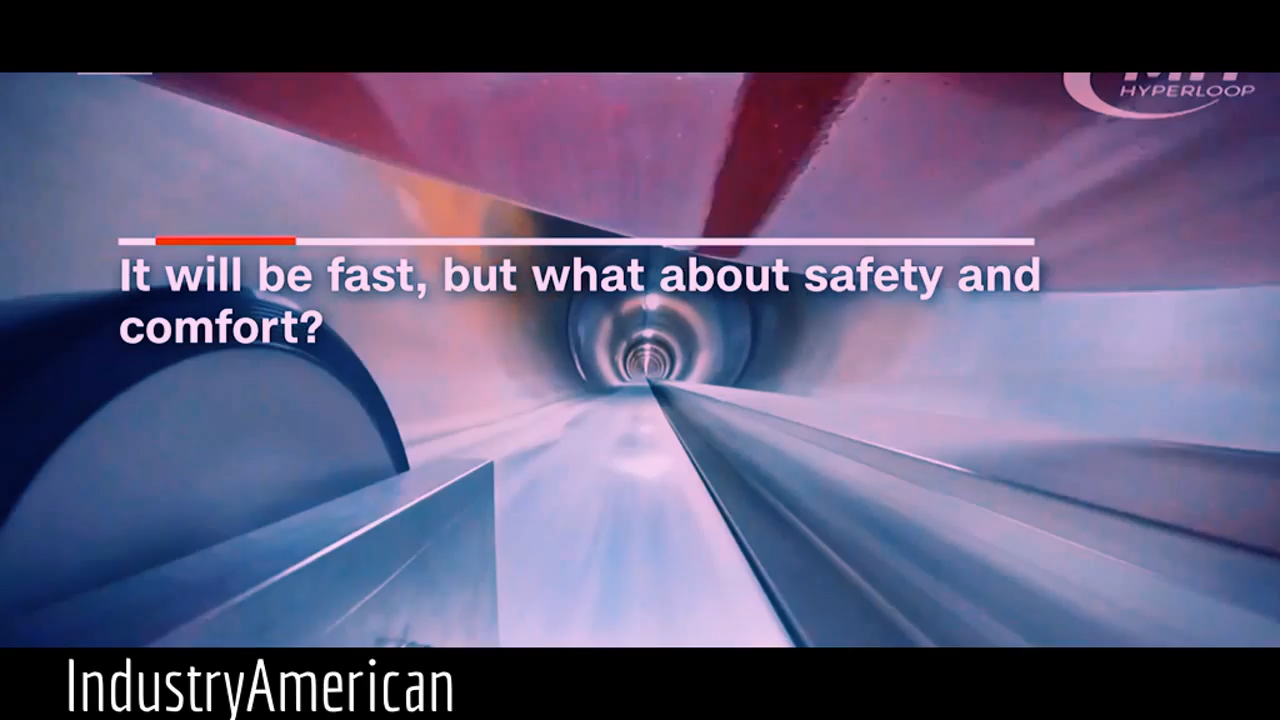 HYPERLOOP
It will be fast, but what about safety and
comfort?
IndustryAmerican